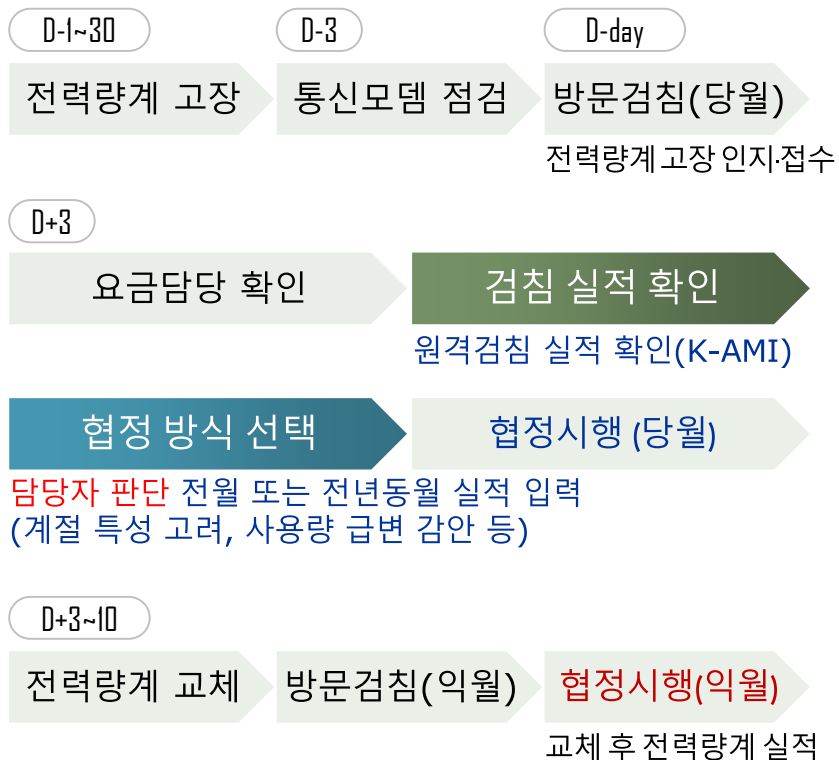 D-1~30
D-3
D-day
전력량계 고장
통신모뎀 점검
방문검침(당월)
전력량계 고장 인지·접수
D+3
요금담당 확인
검침 실적 확인
원격검침 실적 확인(K-AMI)
협정 방식 선택
협정시행 (당월)
담당자 판단 전월 또는 전년동월 실적 입력
(계절 특성 고려, 사용량 급변 감안 등)
D+3~10
전력량계 교체
방문검침(익월)
협정시행(익월)
교체 후 전력량계 실적